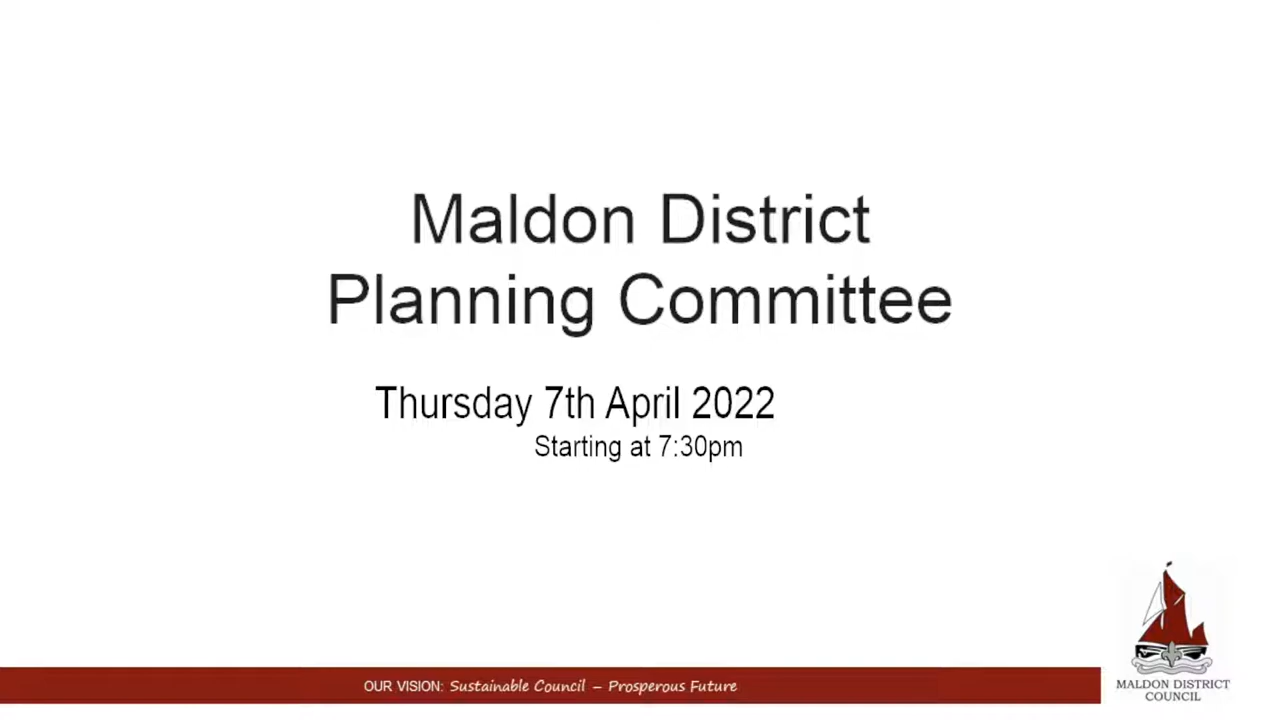 Maldon District
Planning Committee
Thursday 7th April 2022
Starting at 7:30pm
OUR VISION: Sustainable Council – Prosperous Future
MALDON DISTRICT
COUNCIL